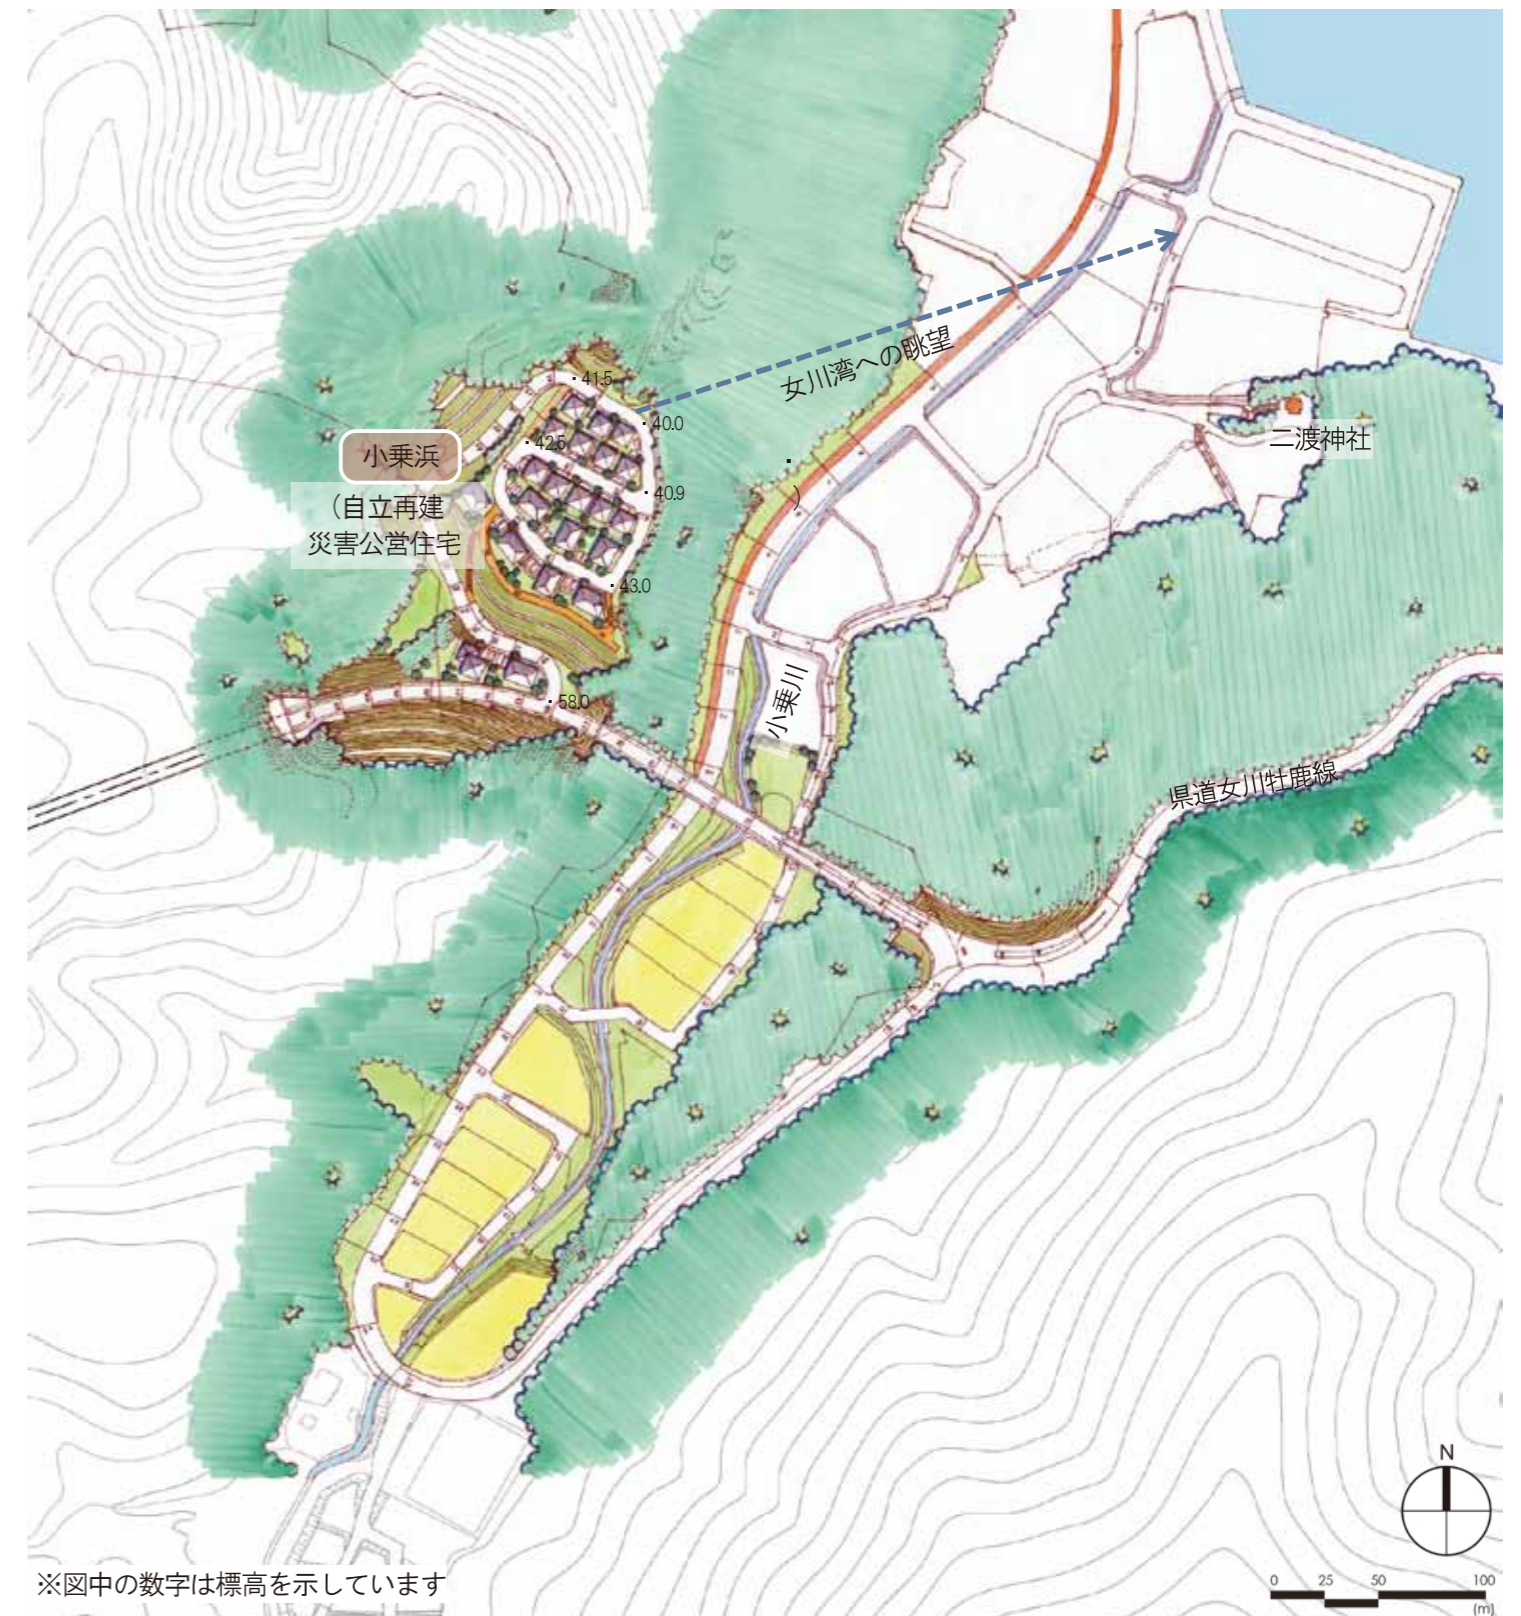 ・41.5
・40.0
女川湾への眺望
・42.5
二渡神社
小乗浜
・
)
・40.9
（自立再建
災害公営住宅
・43.0
小乗川
・58.0
県道女川牡鹿線
N
※図中の数字は標高を示しています
0 25 50 100
(m)